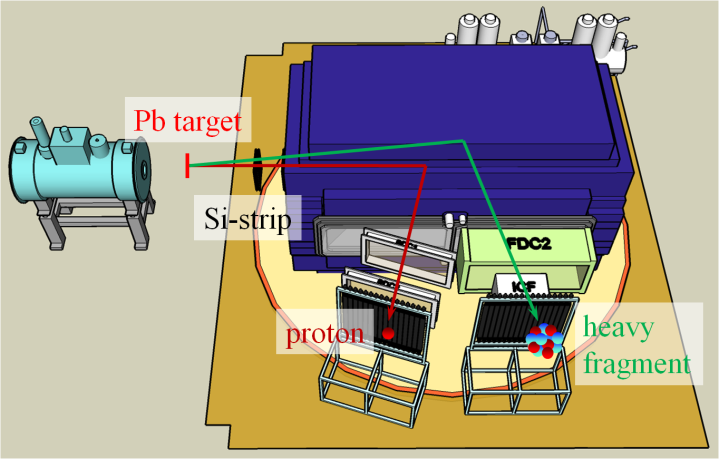 Pb target
Si-strip
FDC2
proton
heavy
fragment